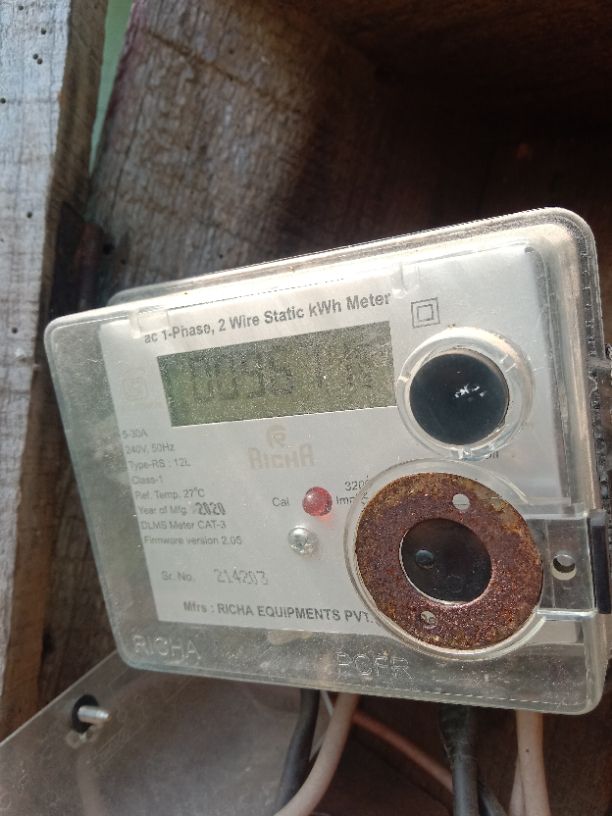 ac 1-Phase, 2 Wire Static kWh Meter
5-30A
240V, 50Hz
Type-RS : 12L
Class-1
Ref. Temp. 27°C
Year of Mfg. 2020
DLMS Meter CAT-3
Firmware version 2.05
RICHA
Cal
320
Sr. No. 214203
Mfrs : RICHA EQUIPMENTS PVT.
RICHA